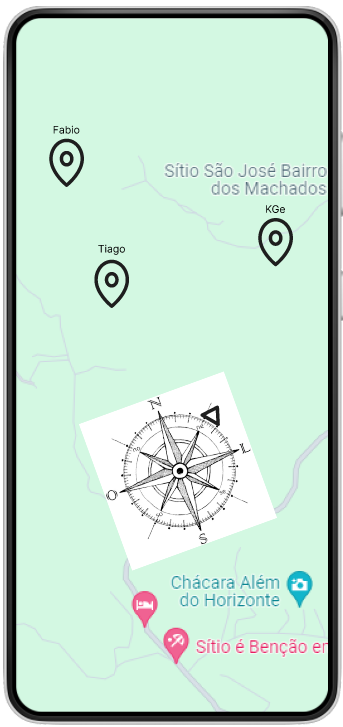 Fabio
Sítio São José Bairro
dos Machados
KGe
Tiago
N
L
O
S
Chácara Além
do Horizonte
Sítio é Benção er